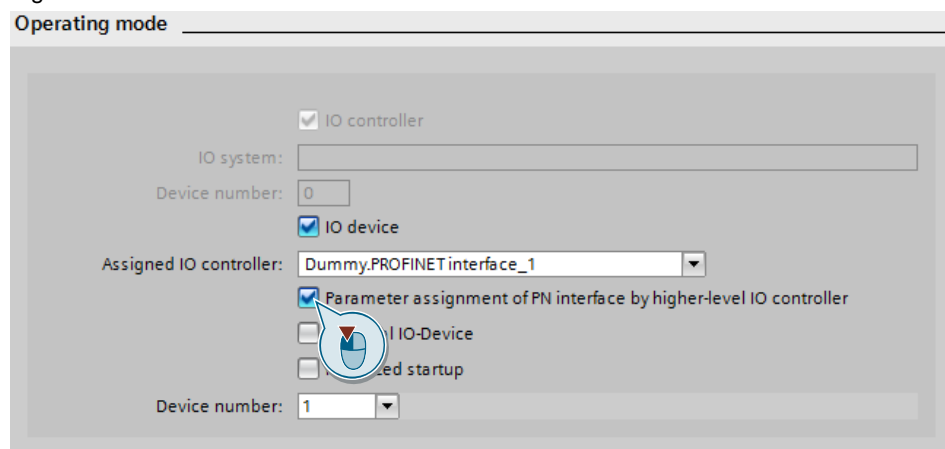 Operating mode
IO controller
IO system:
Device number: 0
IO device
Assigned IO controller: Dummy.PROFINET interface_1
Parameter assignment of PN interface by higher-level IO controller
IO-Device
startup
Device number: 1